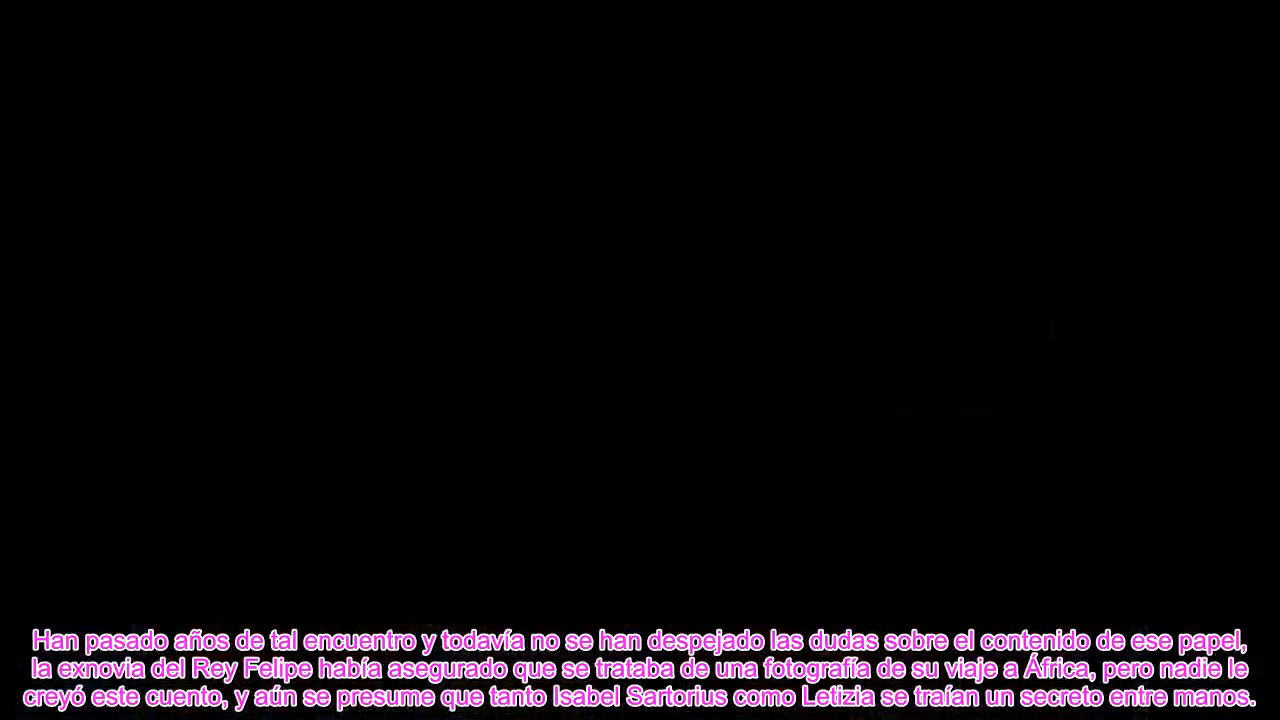 Han pasado años de tal encuentro y todavía no se han despejado las dudas sobre el contenido de ese papel,
la exnovia del Rey Felipe había asegurado que se trataba de una fotografía de su viaje a África, pero nadie le
creyó este cuento, y aún se presume que tanto Isabel Sartorius como Letizia se traían un secreto entre manos.